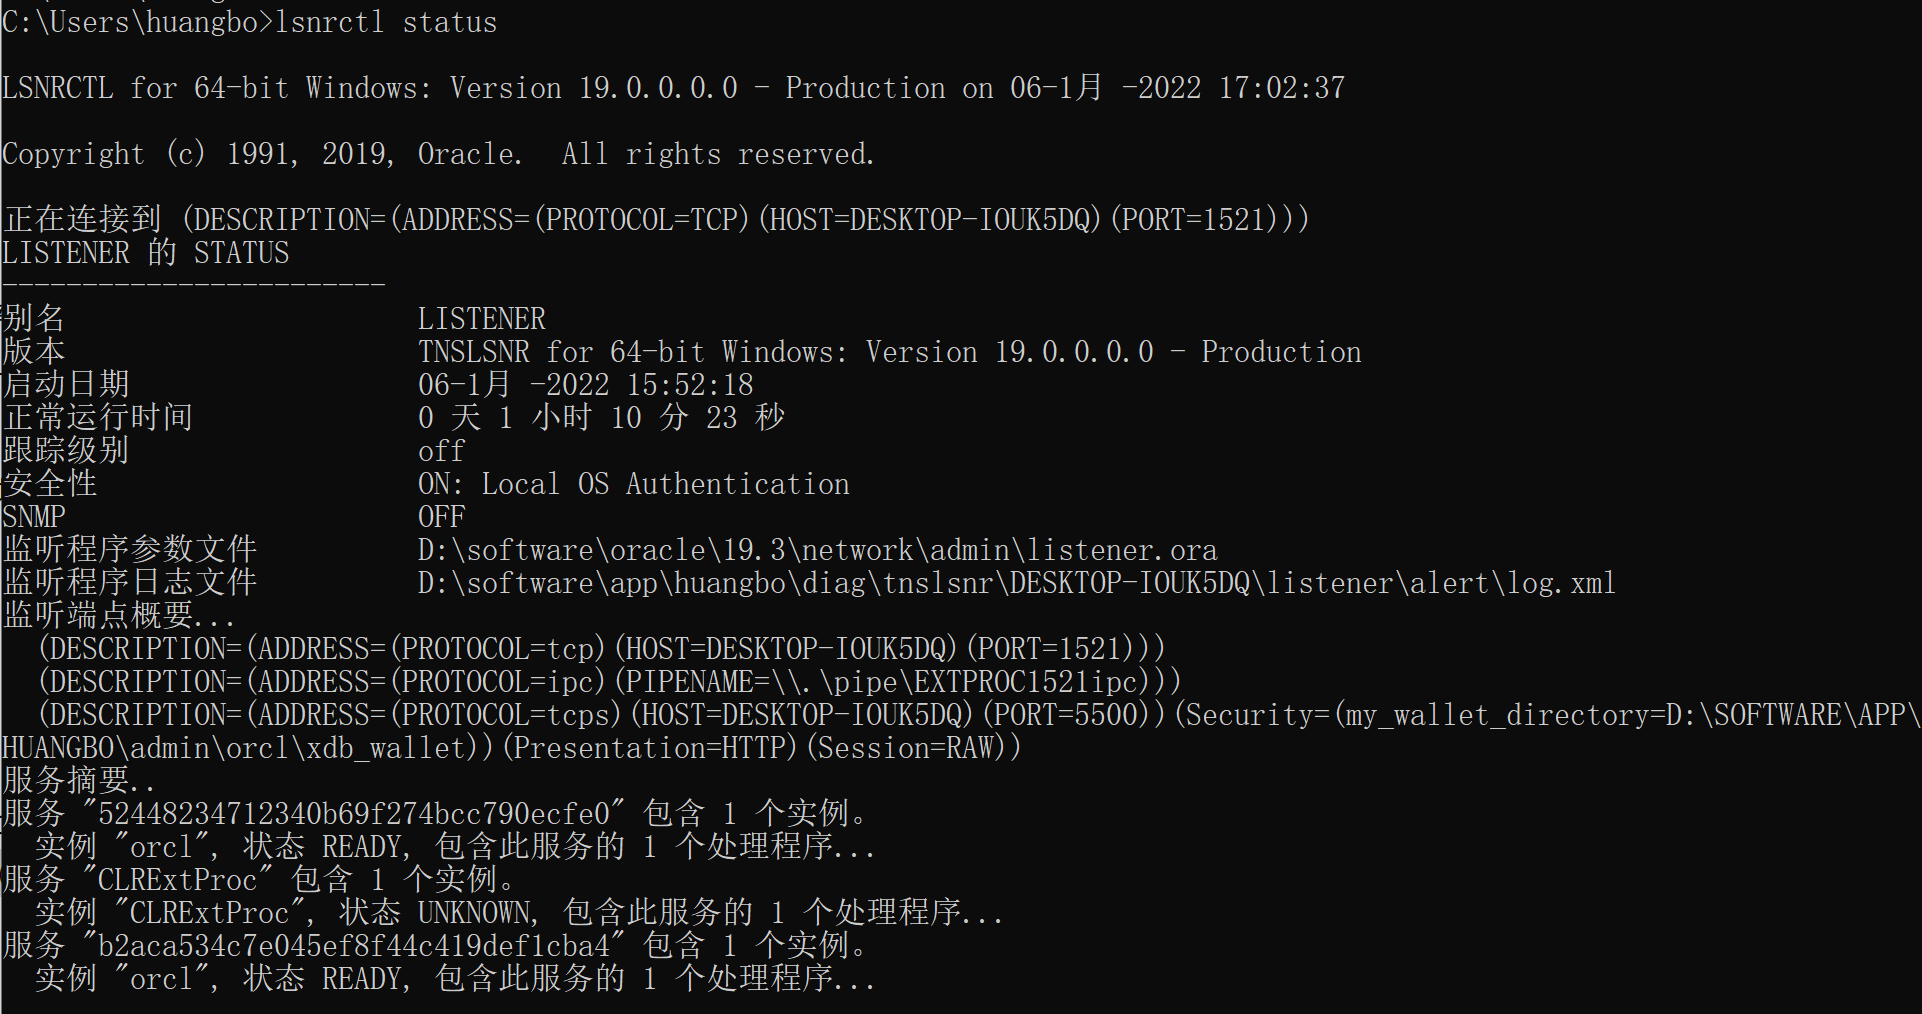 C:\Users\huangbo>lsnrctl status
LSNRCTL for 64-bit Windows: Version 19.0.0.0.0 - Production on 06-1月 -2022 17:02:37
Copyright (c) 1991, 2019, Oracle.  All rights reserved.
正在连接到 (DESCRIPTION=(ADDRESS=(PROTOCOL=TCP)(HOST=DESKTOP-IOUK5DQ)(PORT=1521)))
LISTENER 的 STATUS
------------------------
别名                      LISTENER
版本                      TNSLSNR for 64-bit Windows: Version 19.0.0.0.0 - Production
启动日期                  06-1月 -2022 15:52:18
正常运行时间              0 天 1 小时 10 分 23 秒
跟踪级别                  off
安全性                    ON: Local OS Authentication
SNMP                      OFF
监听程序参数文件          D:\software\oracle\19.3\network\admin\listener.ora
监听程序日志文件          D:\software\app\huangbo\diag\tnslsnr\DESKTOP-IOUK5DQ\listener\alert\log.xml
监听端点概要...
  (DESCRIPTION=(ADDRESS=(PROTOCOL=tcp)(HOST=DESKTOP-IOUK5DQ)(PORT=1521)))
  (DESCRIPTION=(ADDRESS=(PROTOCOL=ipc)(PIPENAME=\\.\pipe\EXTPROC1521ipc)))
  (DESCRIPTION=(ADDRESS=(PROTOCOL=tcps)(HOST=DESKTOP-IOUK5DQ)(PORT=5500))(Security=(my_wallet_directory=D:\SOFTWARE\APP\
HUANGBO\admin\orcl\xdb_wallet))(Presentation=HTTP)(Session=RAW))
服务摘要..
服务 "52448234712340b69f274bcc790ecfe0" 包含 1 个实例。
  实例 "orcl", 状态 READY, 包含此服务的 1 个处理程序...
服务 "CLRExtProc" 包含 1 个实例。
  实例 "CLRExtProc", 状态 UNKNOWN, 包含此服务的 1 个处理程序...
服务 "b2aca534c7e045ef8f44c419def1cba4" 包含 1 个实例。
  实例 "orcl", 状态 READY, 包含此服务的 1 个处理程序...